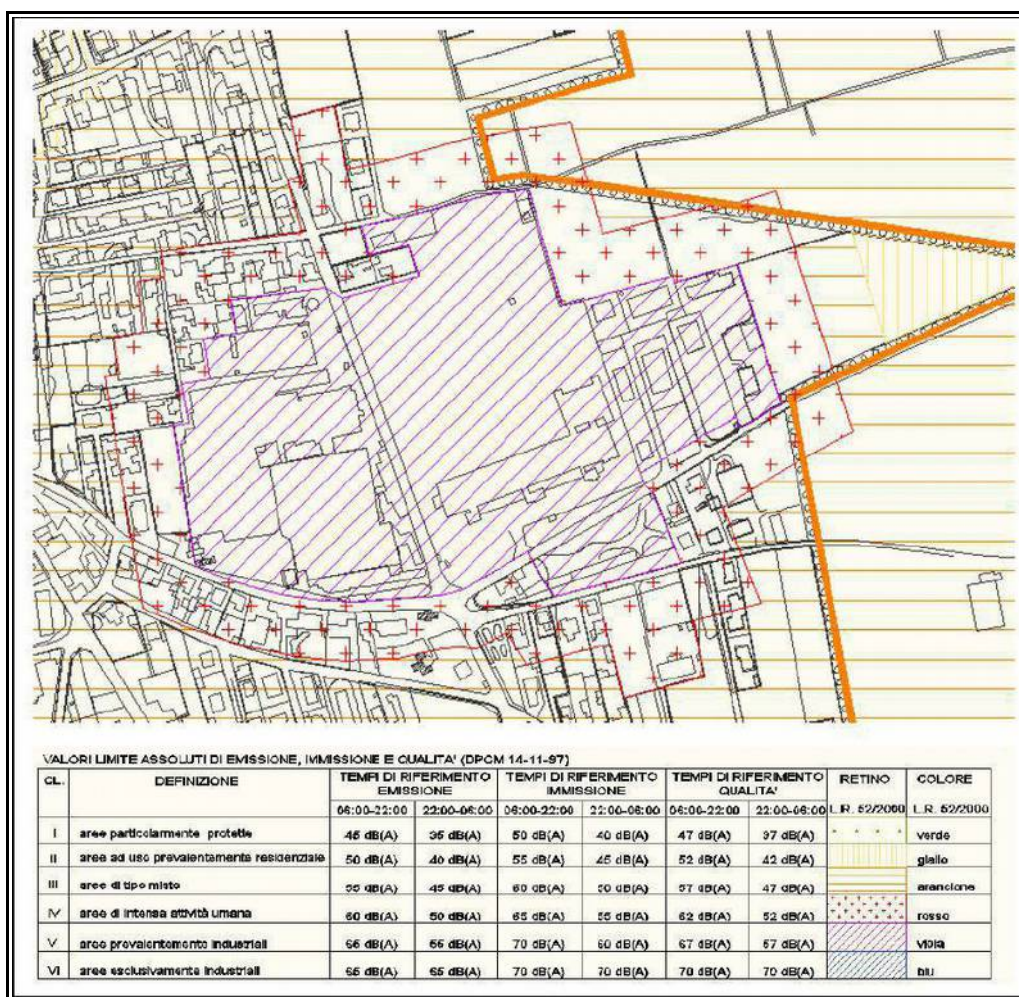 VALORI LIMITE ASSOLUTI DI EMISSIONE, IMMISSIONE E QUALITA' (DPCM 14-11-97)
CL. DEFINIZIONE TEMPI DI RIFERIMENTO EMISSIONE TEMPI DI RIFERIMENTO IMMISSIONE TEMPI DI RIFERIMENTO QUALITA' RETINO COLORE
06:00-22:00 22:00-06:00 06:00-22:00 22:00-06:00 06:00-22:00 22:00-06:00 L.R. 52/2000 L.R. 52/2000
I aree particolarmente protette 45 dB(A) 35 dB(A) 50 dB(A) 40 dB(A) 47 dB(A) 37 dB(A) verde
II aree ad uso prevalentemente residenziale 50 dB(A) 40 dB(A) 55 dB(A) 45 dB(A) 52 dB(A) 42 dB(A) giallo
III aree di tipo misto 55 dB(A) 45 dB(A) 60 dB(A) 50 dB(A) 57 dB(A) 47 dB(A) arancione
IV aree di intensa attività umana 60 dB(A) 50 dB(A) 65 dB(A) 55 dB(A) 62 dB(A) 52 dB(A) rosso
V aree prevalentemente industriali 65 dB(A) 55 dB(A) 70 dB(A) 60 dB(A) 67 dB(A) 57 dB(A) viola
VI aree esclusivamente industriali 65 dB(A) 65 dB(A) 70 dB(A) 70 dB(A) 70 dB(A) 70 dB(A) blu